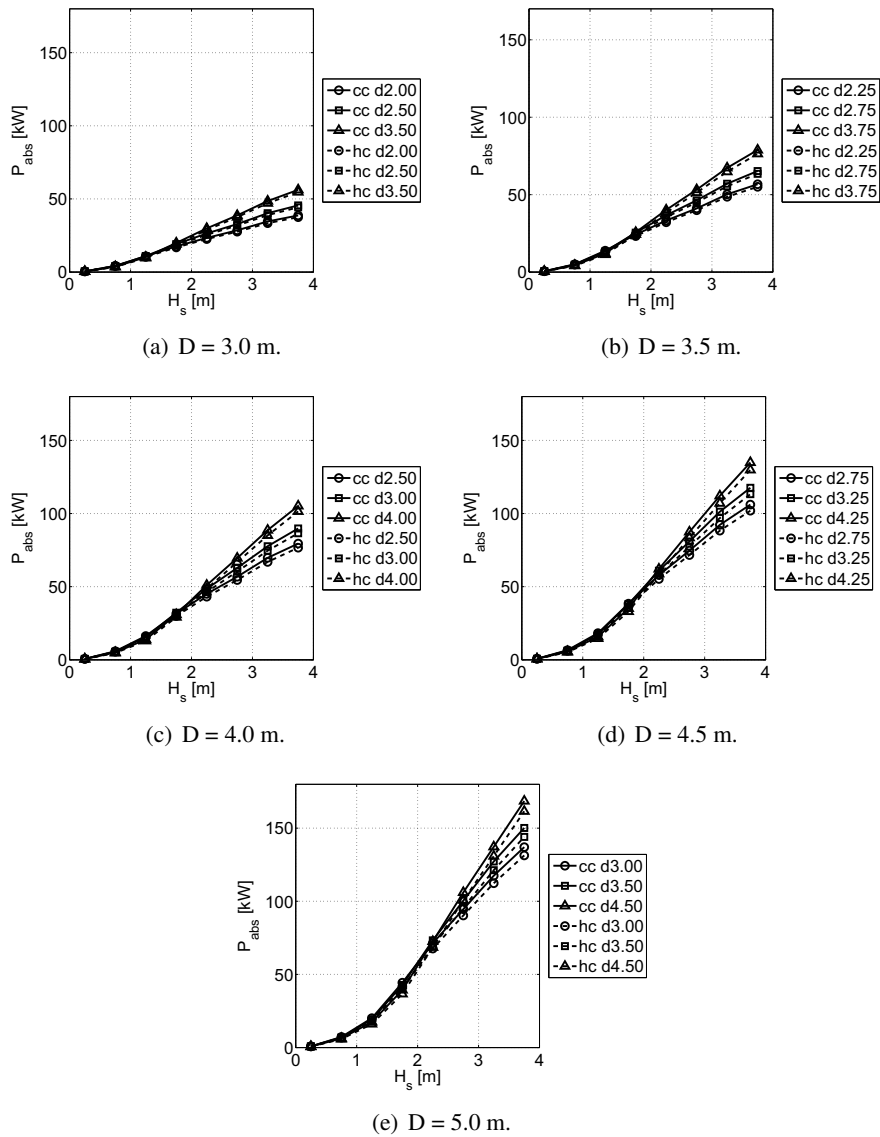 150
100
50
0
P_abs [kW]
0 1 2 3 4
H_s [m]
cc d2.00
cc d2.50
cc d3.50
hc d2.00
hc d2.50
hc d3.50
(a) D = 3.0 m.
150
100
50
0
P_abs [kW]
0 1 2 3 4
H_s [m]
cc d2.25
cc d2.75
cc d3.75
hc d2.25
hc d2.75
hc d3.75
(b) D = 3.5 m.
150
100
50
0
P_abs [kW]
0 1 2 3 4
H_s [m]
cc d2.50
cc d3.00
cc d4.00
hc d2.50
hc d3.00
hc d4.00
(c) D = 4.0 m.
150
100
50
0
P_abs [kW]
0 1 2 3 4
H_s [m]
cc d2.75
cc d3.25
cc d4.25
hc d2.75
hc d3.25
hc d4.25
(d) D = 4.5 m.
150
100
50
0
P_abs [kW]
0 1 2 3 4
H_s [m]
cc d3.00
cc d3.50
cc d4.50
hc d3.00
hc d3.50
hc d4.50
(e) D = 5.0 m.